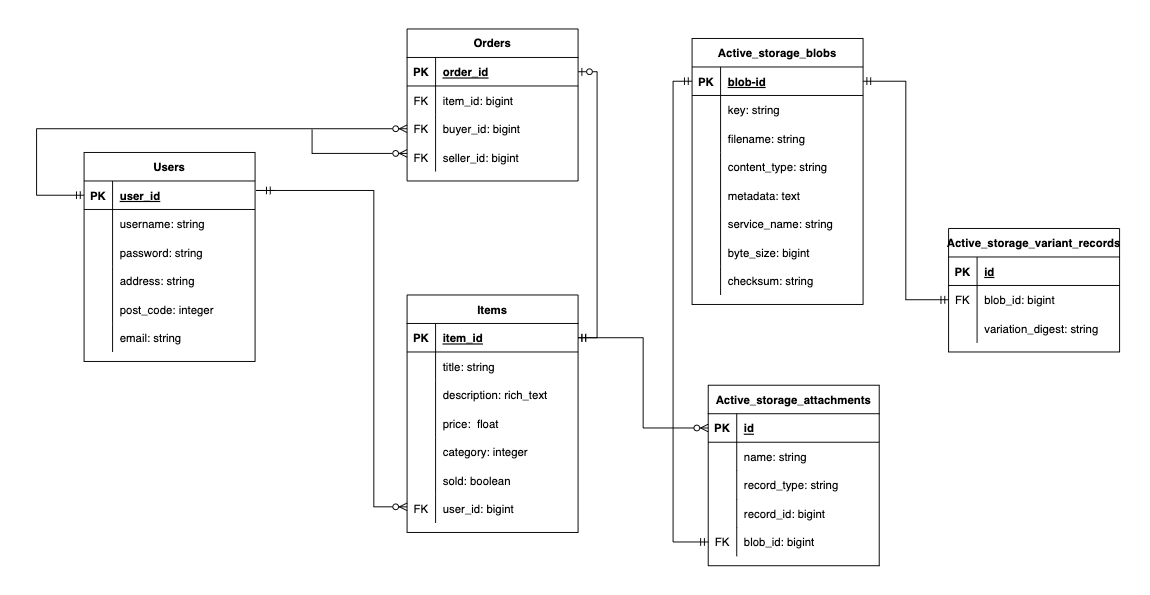 Orders
PK order_id
FK item_id: bigint
FK buyer_id: bigint
FK seller_id: bigint
Users
PK user_id
username: string
password: string
address: string
post_code: integer
email: string
Items
PK item_id
title: string
description: rich_text
price: float
category: integer
sold: boolean
FK user_id: bigint
Active_storage_blobs
PK blob-id
key: string
filename: string
content_type: string
metadata: text
service_name: string
byte_size: bigint
checksum: string
Active_storage_variant_records
PK id
FK blob_id: bigint
variation_digest: string
Active_storage_attachments
PK id
name: string
record_type: string
record_id: bigint
FK blob_id: bigint